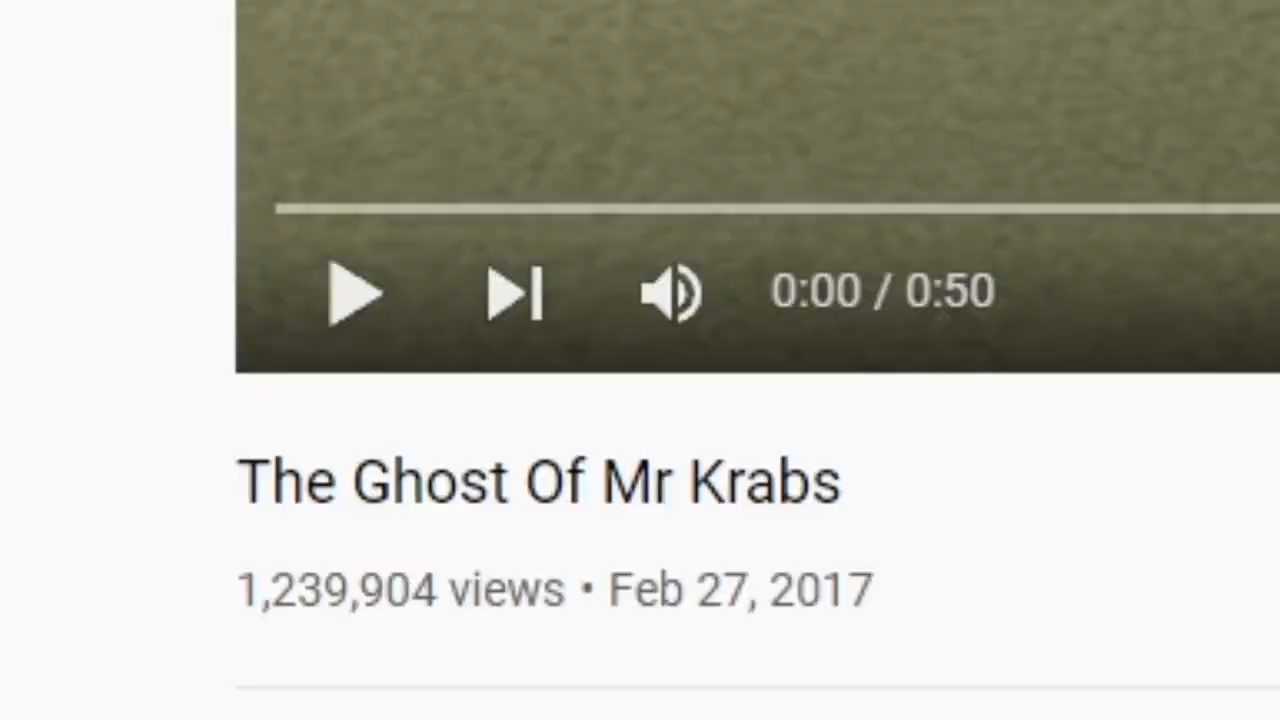 0:00 / 0:50
The Ghost Of Mr Krabs
1,239,904 views • Feb 27, 2017